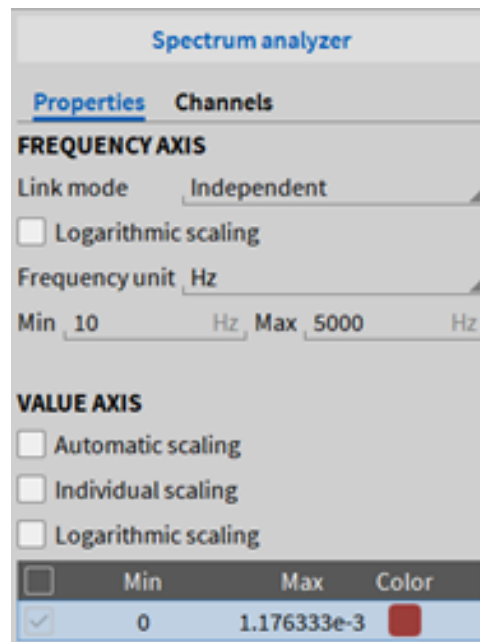 Spectrum analyzer
Properties Channels
FREQUENCY AXIS
Link mode Independent
Logarithmic scaling
Frequency unit Hz
Min 10 Hz Max 5000 Hz
VALUE AXIS
Automatic scaling
Individual scaling
Logarithmic scaling
Min Max Color
0 1.176333e-3